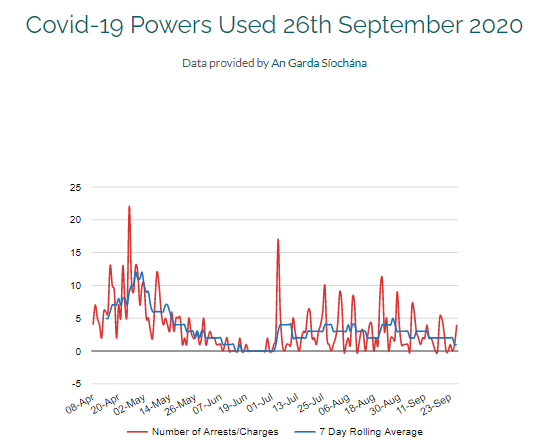 Covid-19 Powers Used 26th September 2020
Data provided by An Garda Síochána
25
20
15
10
5
0
-5
08-Apr
20-Apr
02-May
14-May
26-May
07-Jun
19-Jun
01-Jul
13-Jul
25-Jul
06-Aug
18-Aug
30-Aug
11-Sep
23-Sep
Number of Arrests/Charges
7 Day Rolling Average